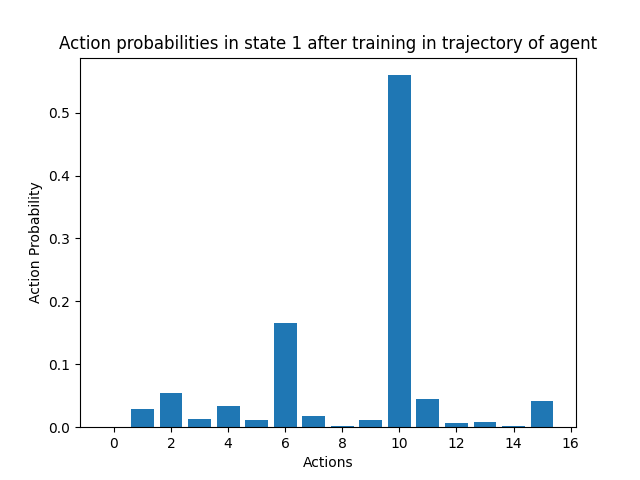 Action probabilities in state 1 after training in trajectory of agent
0.5
0.4
0.3
0.2
0.1
0.0
Action Probability
0 2 4 6 8 10 12 14 16
Actions